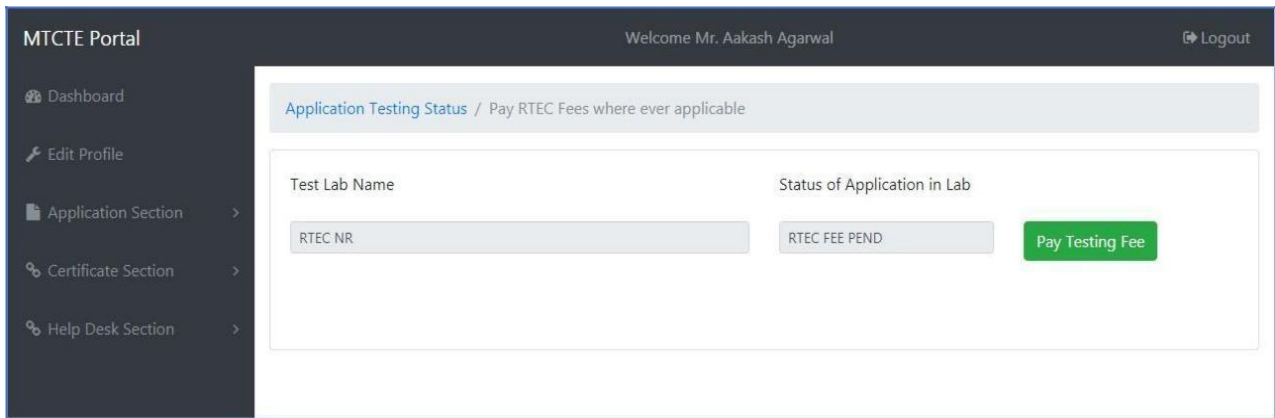 MTCTE Portal
Welcome Mr. Aakash Agarwal
Logout
Dashboard
Edit Profile
Application Section
Certificate Section
Help Desk Section
Application Testing Status / Pay RTEC Fees where ever applicable
Test Lab Name
Status of Application in Lab
RTEC NR
RTEC FEE PEND
Pay Testing Fee